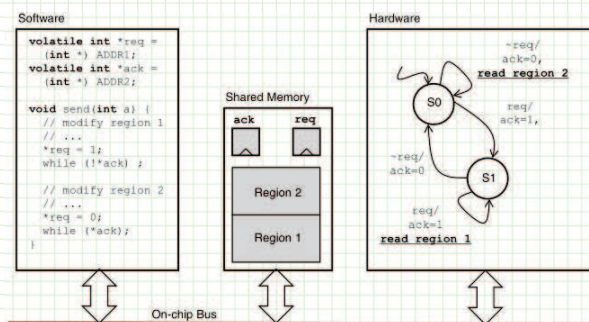 Software
volatile int *req =
(int *) ADDR1;
volatile int *ack =
(int *) ADDR2;
void send(int a) {
// modify region 1
// ...
*req = 1;
while (!*ack) ;
// modify region 2
// ...
*req = 0;
while (*ack);
}
Shared Memory
ack req
Region 2
Region 1
Hardware
~req/
ack=0,
read region 2
S0
req/
ack=1,
~req/
ack=0
S1
req/
ack=1
read region 1
On-chip Bus